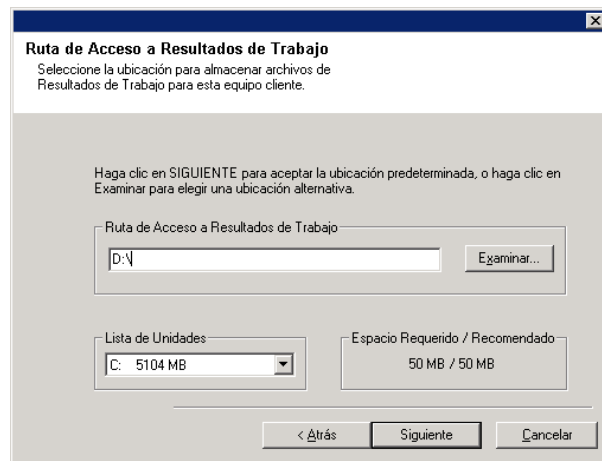 Ruta de Acceso a Resultados de Trabajo
Seleccione la ubicación para almacenar archivos de
Resultados de Trabajo para esta equipo cliente.
Haga clic en SIGUIENTE para aceptar la ubicación predeterminada, o haga clic en
Examinar para elegir una ubicación alternativa.
Ruta de Acceso a Resultados de Trabajo
D:\
Examinar...
Lista de Unidades
C: 5104 MB
Espacio Requerido / Recomendado
50 MB / 50 MB
< Atrás
Siguiente
Cancelar